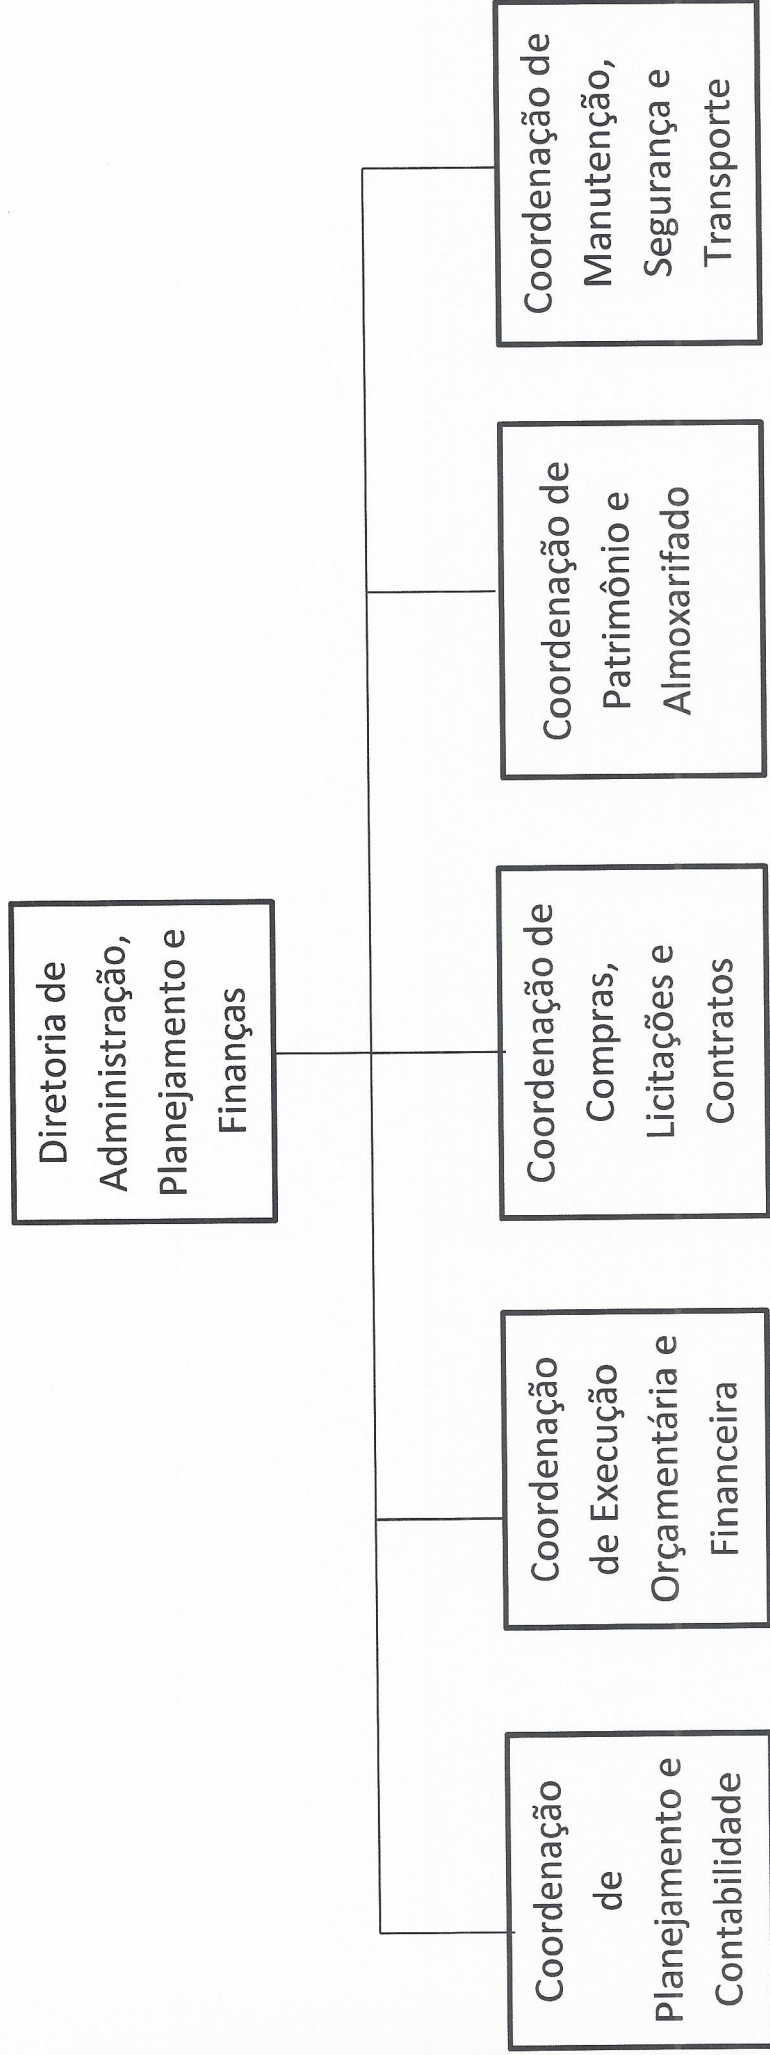 Diretoria de
Administração,
Planejamento e
Finanças
Coordenação
de
Planejamento e
Contabilidade
Coordenação
de Execução
Orçamentária e
Financeira
Coordenação de
Compras,
Licitações e
Contratos
Coordenação de
Patrimônio e
Almoxarifado
Coordenação de
Manutenção,
Segurança e
Transporte